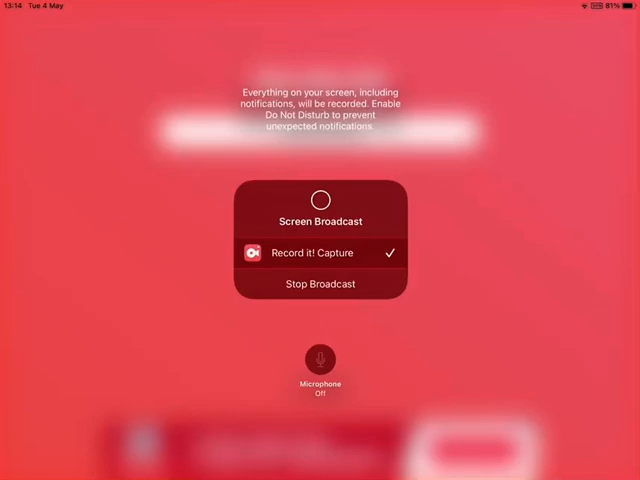 13:14 Tue 4 May
81%
Everything on your screen, including
notifications, will be recorded. Enable
Do Not Disturb to prevent
unexpected notifications.
Screen Broadcast
Record it! Capture
Stop Broadcast
Microphone
Off